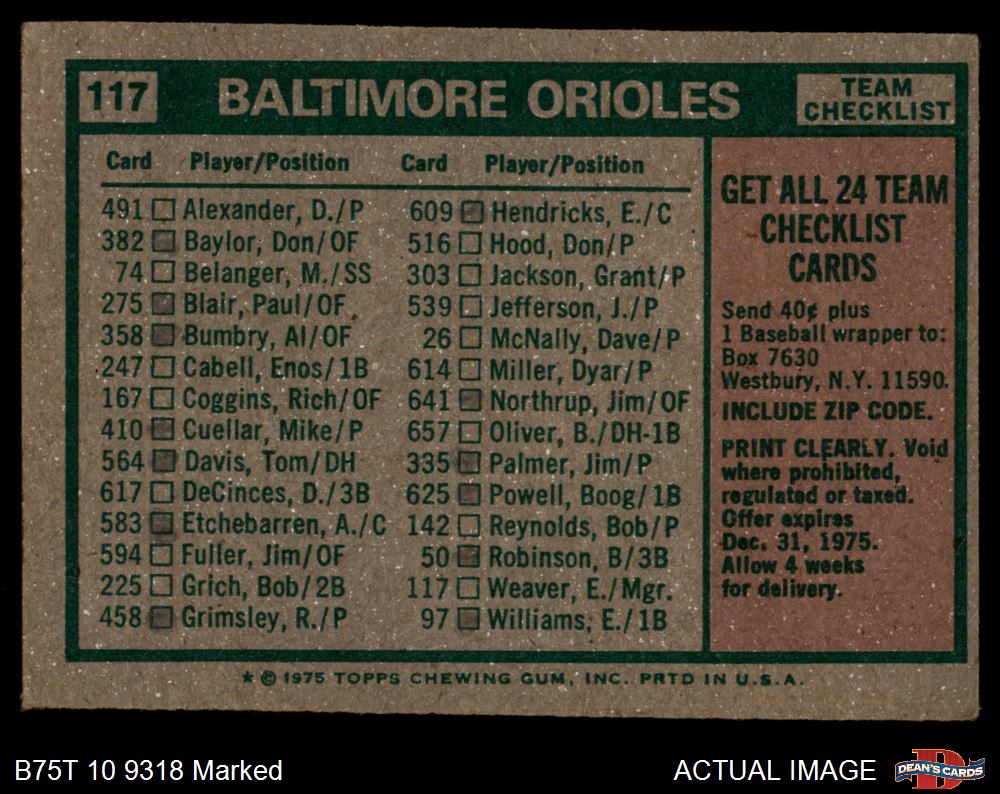 117 BALTIMORE ORIOLES TEAM CHECKLIST
Card Player/Position Card Player/Position
491 Alexander, D./P
382 Baylor, Don/OF
74 Belanger, M./SS
275 Blair, Paul/OF
358 Bumbry, Al/OF
247 Cabell, Enos/1B
167 Coggins, Rich/OF
410 Cuellar, Mike/P
564 Davis, Tom/DH
617 DeCinces, D./3B
583 Etchebarren, A./C
594 Fuller, Jim/OF
225 Grich, Bob/2B
458 Grimsley, R./P
609 Hendricks, E./C
516 Hood, Don/P
303 Jackson, Grant/P
539 Jefferson, J./P
26 McNally, Dave/P
614 Miller, Dyar/P
641 Northrup, Jim/OF
657 Oliver, B./DH-1B
335 Palmer, Jim/P
625 Powell, Boog/1B
142 Reynolds, Bob/P
50 Robinson, B/3B
117 Weaver, E./Mgr.
97 Williams, E./1B
GET ALL 24 TEAM
CHECKLIST
CARDS
Send 40¢ plus
1 Baseball wrapper to:
Box 7630
Westbury, N.Y. 11590.
INCLUDE ZIP CODE.
PRINT CLEARLY. Void
where prohibited,
regulated or taxed.
Offer expires
Dec. 31, 1975.
Allow 4 weeks
for delivery.
* © 1975 TOPPS CHEWING GUM, INC. PRTD IN U.S.A.
B75T 10 9318 Marked
ACTUAL IMAGE
DEAN'S CARDS